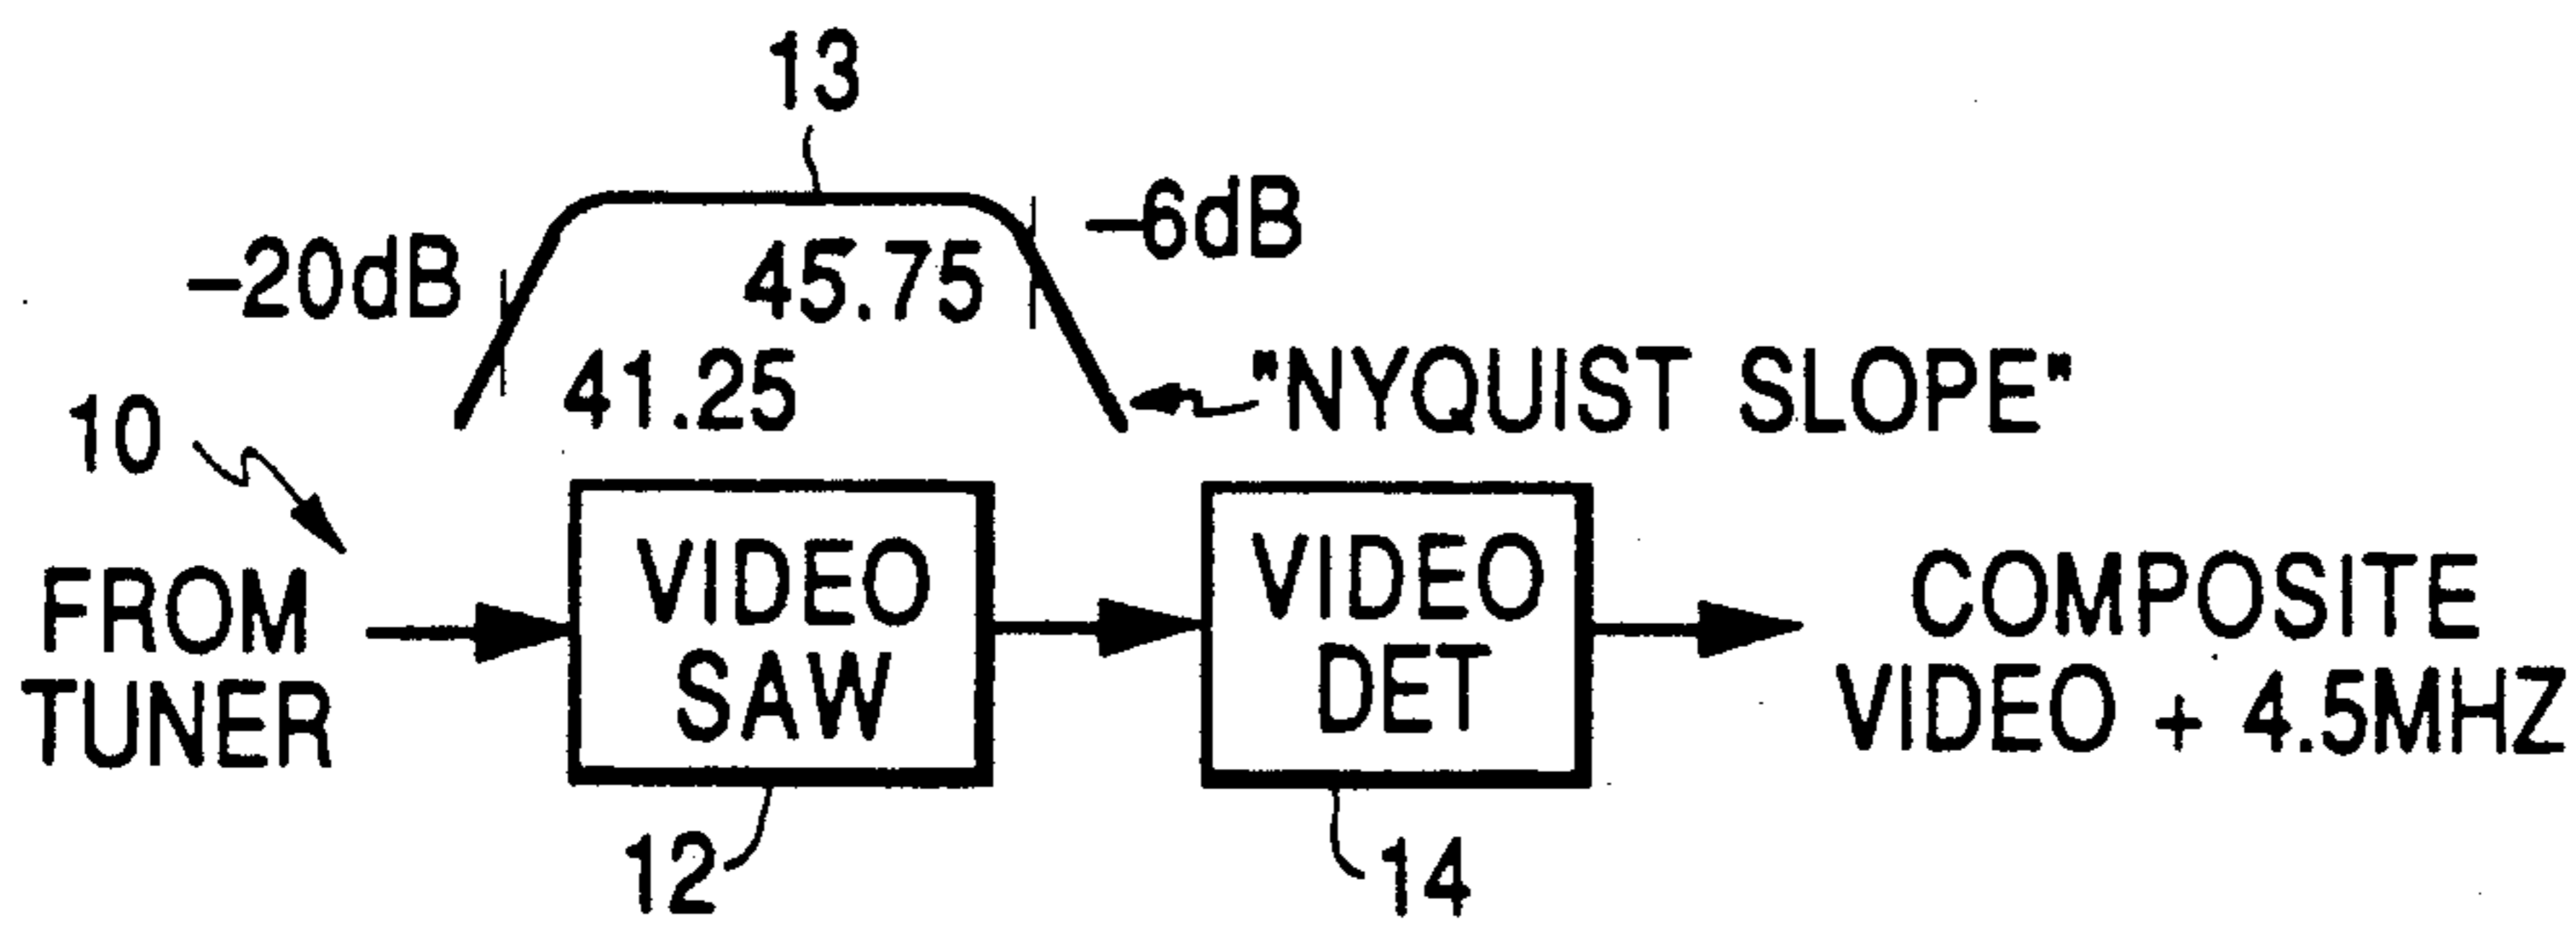 13
-6dB
-20dB
45.75
41.25
"NYQUIST SLOPE"
10
FROM
TUNER
VIDEO
SAW
VIDEO
DET
COMPOSITE
VIDEO + 4.5MHZ
12
14